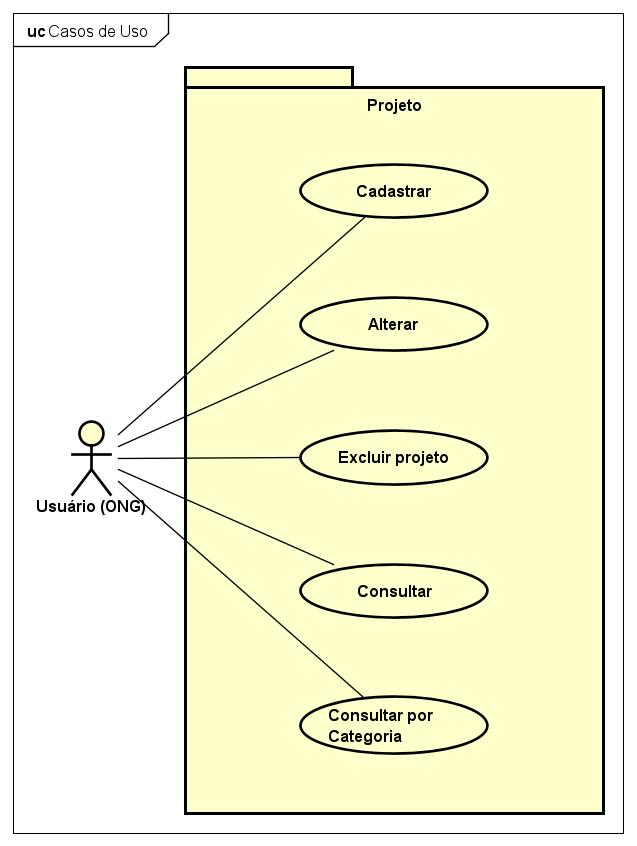 uc Casos de Uso
Projeto
Cadastrar
Alterar
Excluir projeto
Usuário (ONG)
Consultar
Consultar por
Categoria